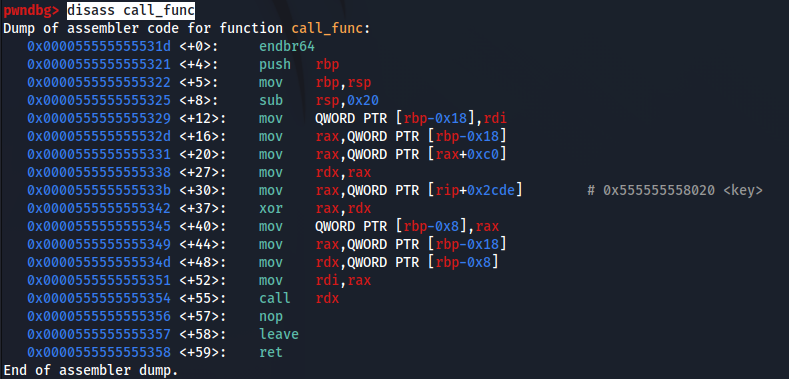 pwndbg> disass call_func
Dump of assembler code for function call_func:
0x000055555555531d <+0>: endbr64
0x0000555555555321 <+4>: push rbp
0x0000555555555322 <+5>: mov rbp,rsp
0x0000555555555325 <+8>: sub rsp,0x20
0x0000555555555329 <+12>: mov QWORD PTR [rbp-0x18],rdi
0x000055555555532d <+16>: mov rax,QWORD PTR [rbp-0x18]
0x0000555555555331 <+20>: mov rax,QWORD PTR [rax+0xc0]
0x0000555555555338 <+27>: mov rdx,rax
0x000055555555533b <+30>: mov rax,QWORD PTR [rip+0x2cde] # 0x555555558020 <key>
0x0000555555555342 <+37>: xor rax,rdx
0x0000555555555345 <+40>: mov QWORD PTR [rbp-0x8],rax
0x0000555555555349 <+44>: mov rax,QWORD PTR [rbp-0x18]
0x000055555555534d <+48>: mov rdx,QWORD PTR [rbp-0x8]
0x0000555555555351 <+52>: mov rdi,rax
0x0000555555555354 <+55>: call rdx
0x0000555555555356 <+57>: nop
0x0000555555555357 <+58>: leave
0x0000555555555358 <+59>: ret
End of assembler dump.